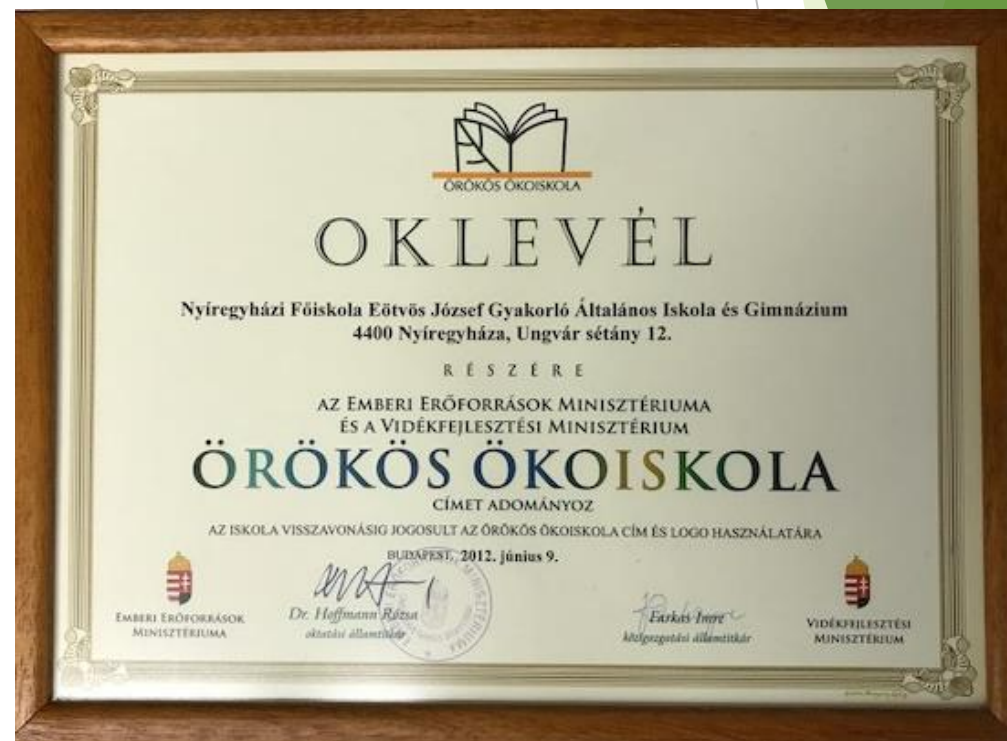 ÖRÖKÖS ÖKOISKOLA
OKLEVÉL
Nyíregyházi Főiskola Eötvös József Gyakorló Általános Iskola és Gimnázium
4400 Nyíregyháza, Ungvár sétány 12.
RÉSZÉRE
AZ EMBERI ERŐFORRÁSOK MINISZTÉRIUMA
ÉS A VIDÉKFEJLESZTÉSI MINISZTÉRIUM
ÖRÖKÖS ÖKOISKOLA
CÍMET ADOMÁNYOZ
AZ ISKOLA VISSZAVONÁSIG JOGOSULT AZ ÖRÖKÖS ÖKOISKOLA CÍM ÉS LOGO HASZNÁLATÁRA
BUDAPEST, 2012. június 9.
EMBERI ERŐFORRÁSOK
MINISZTÉRIUMA
Dr. Hoffmann Rózsa
oktatási államtitkár
Farkas Imre
közigazgatási államtitkár
VIDÉKFEJLESZTÉSI
MINISZTÉRIUM